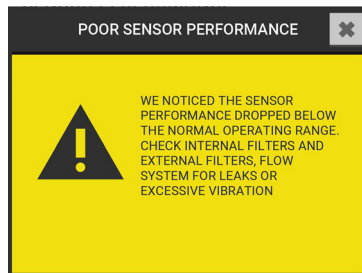 POOR SENSOR PERFORMANCE
WE NOTICED THE SENSOR
PERFORMANCE DROPPED BELOW
THE NORMAL OPERATING RANGE.
CHECK INTERNAL FILTERS AND
EXTERNAL FILTERS, FLOW
SYSTEM FOR LEAKS OR
EXCESSIVE VIBRATION